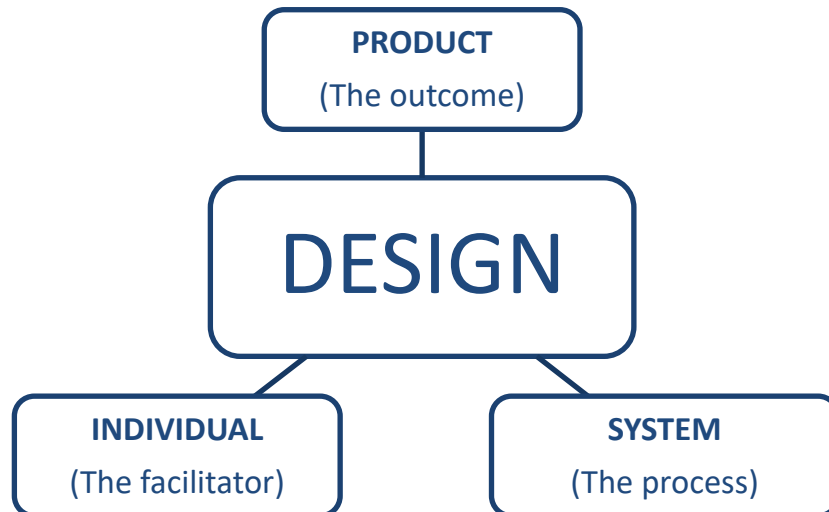 PRODUCT
(The outcome)
DESIGN
INDIVIDUAL
(The facilitator)
SYSTEM
(The process)